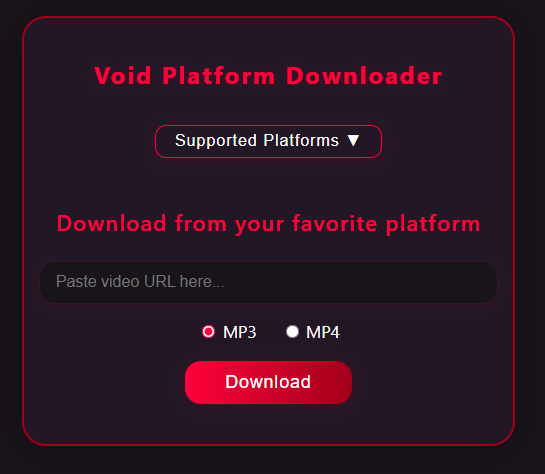 Void Platform Downloader
Supported Platforms ▼
Download from your favorite platform
Paste video URL here...
MP3 MP4
Download